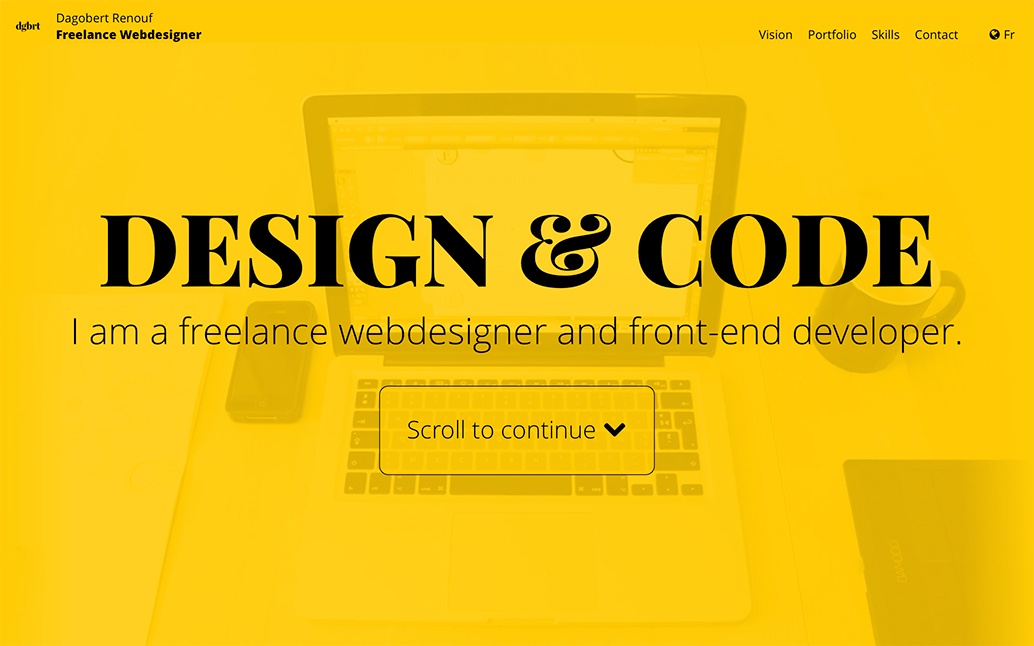 dgbrt
Dagobert Renouf
Freelance Webdesigner
Vision Portfolio Skills Contact Fr
DESIGN & CODE
I am a freelance webdesigner and front-end developer.
Scroll to continue